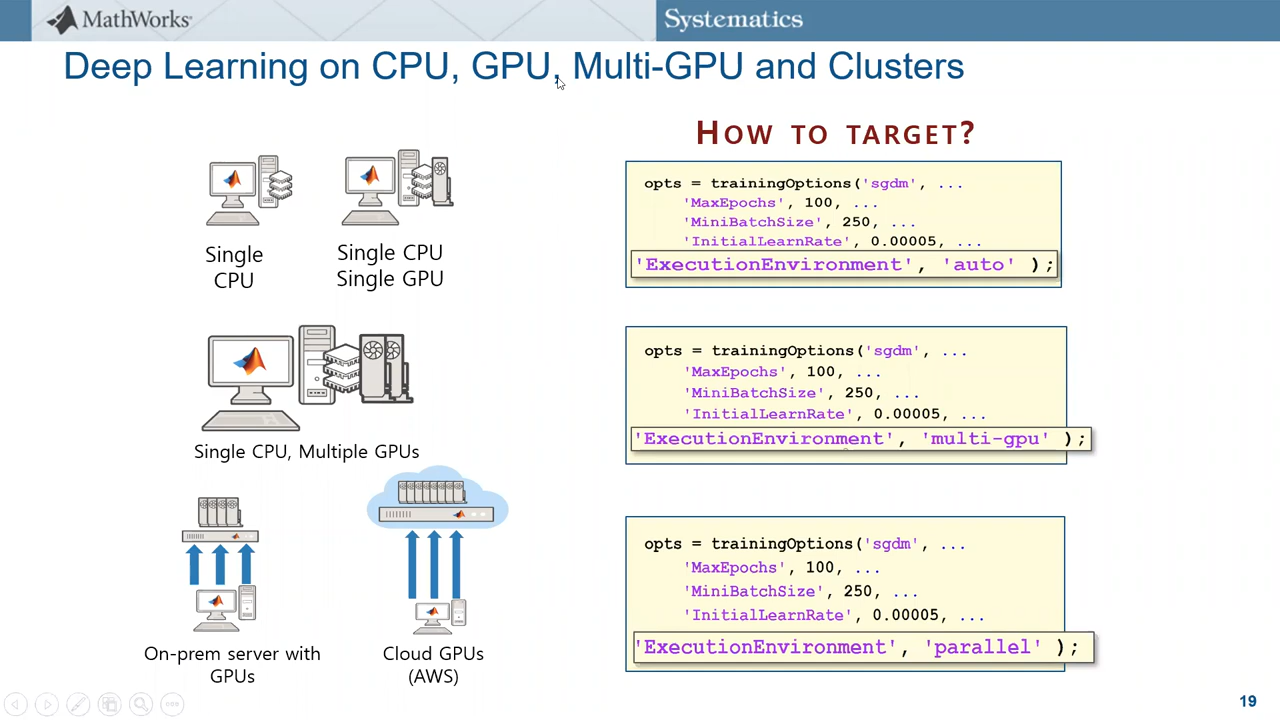 MathWorks
Systematics
Deep Learning on CPU, GPU, Multi-GPU and Clusters
HOW TO TARGET?
Single
CPU
Single CPU
Single GPU
opts = trainingOptions('sgdm', ...
'MaxEpochs', 100, ...
'MiniBatchSize', 250, ...
'InitialLearnRate', 0.00005, ...
'ExecutionEnvironment', 'auto' );
Single CPU, Multiple GPUs
opts = trainingOptions('sgdm', ...
'MaxEpochs', 100, ...
'MiniBatchSize', 250, ...
'InitialLearnRate', 0.00005, ...
'ExecutionEnvironment', 'multi-gpu' );
On-prem server with
GPUs
Cloud GPUs
(AWS)
opts = trainingOptions('sgdm', ...
'MaxEpochs', 100, ...
'MiniBatchSize', 250, ...
'InitialLearnRate', 0.00005, ...
'ExecutionEnvironment', 'parallel' );
19